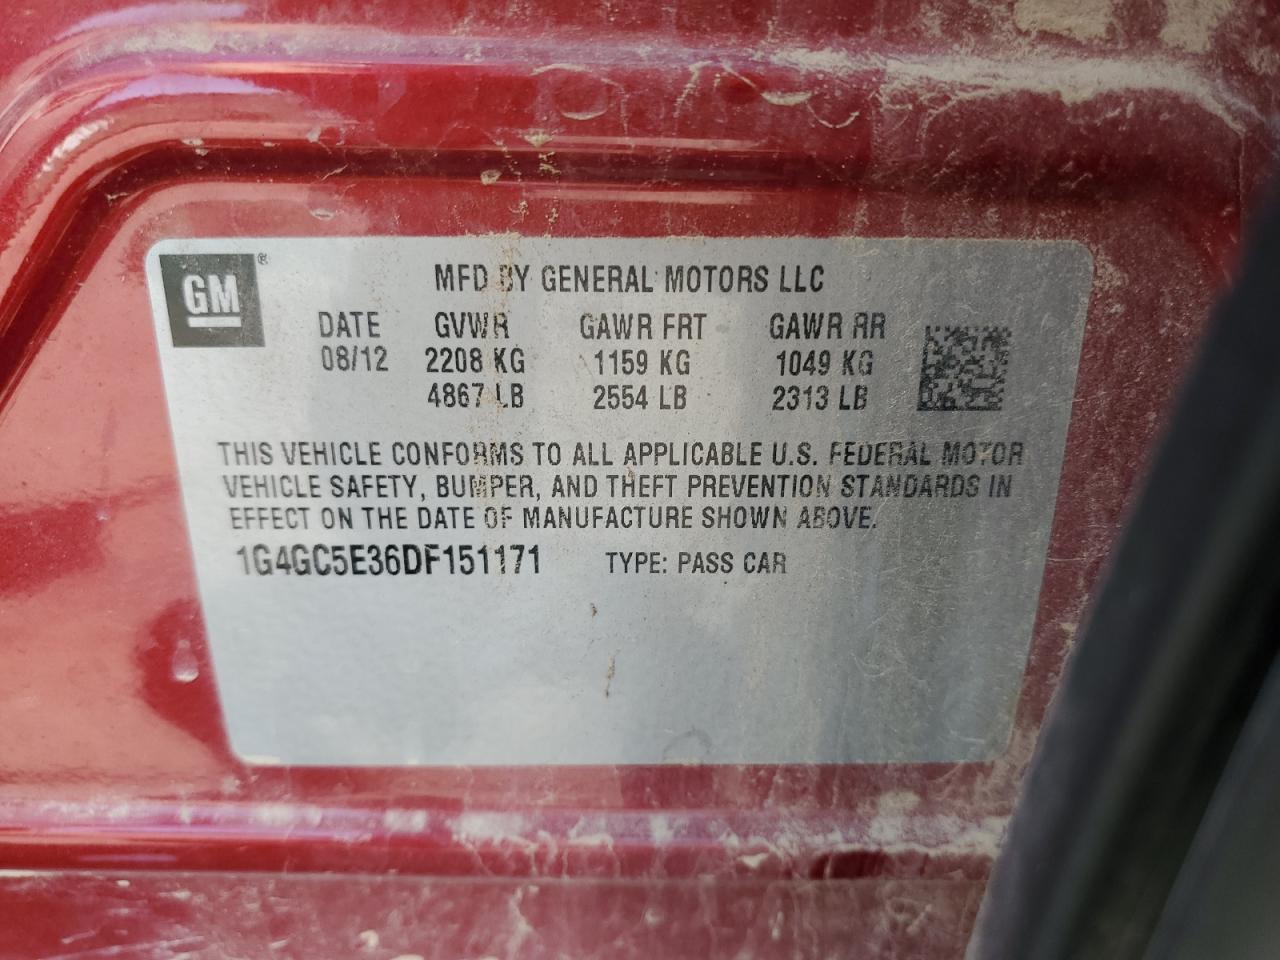 GM®
MFD BY GENERAL MOTORS LLC
DATE GVWR GAWR FRT GAWR RR
08/12 2208 KG 1159 KG 1049 KG
4867 LB 2554 LB 2313 LB
THIS VEHICLE CONFORMS TO ALL APPLICABLE U.S. FEDERAL MOTOR
VEHICLE SAFETY, BUMPER, AND THEFT PREVENTION STANDARDS IN
EFFECT ON THE DATE OF MANUFACTURE SHOWN ABOVE.
1G4GC5E36DF151171 TYPE: PASS CAR